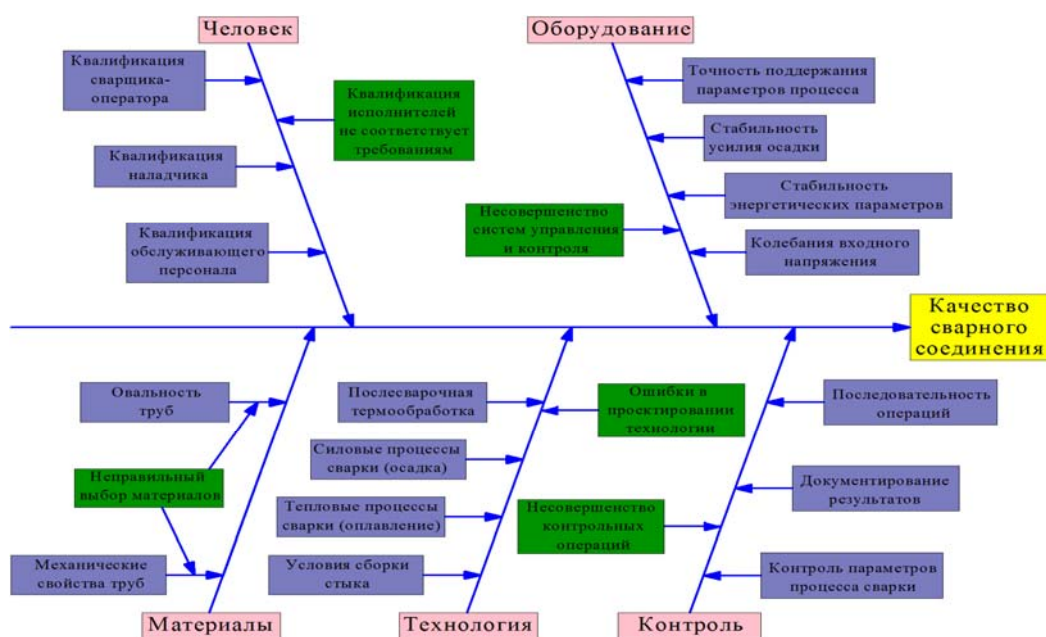 Человек
Квалификация
сварщика-
оператора
Квалификация
исполнителей
не соответствует
требованиям
Квалификация
наладчика
Квалификация
обслуживающего
персонала
Оборудование
Точность поддержания
параметров процесса
Стабильность
усилия осадки
Стабильность
энергетических параметров
Несовершенство
систем управления
и контроля
Колебания входного
напряжения
Качество
сварного
соединения
Овальность
труб
Неправильный
выбор материалов
Механические
свойства труб
Материалы
Послесварочная
термообработка
Ошибки в
проектировании
технологии
Силовые процессы
сварки (осадка)
Тепловые процессы
сварки (оплавление)
Условия сборки
стыка
Технология
Последовательность
операций
Документирование
результатов
Несовершенство
контрольных
операций
Контроль параметров
процесса сварки
Контроль